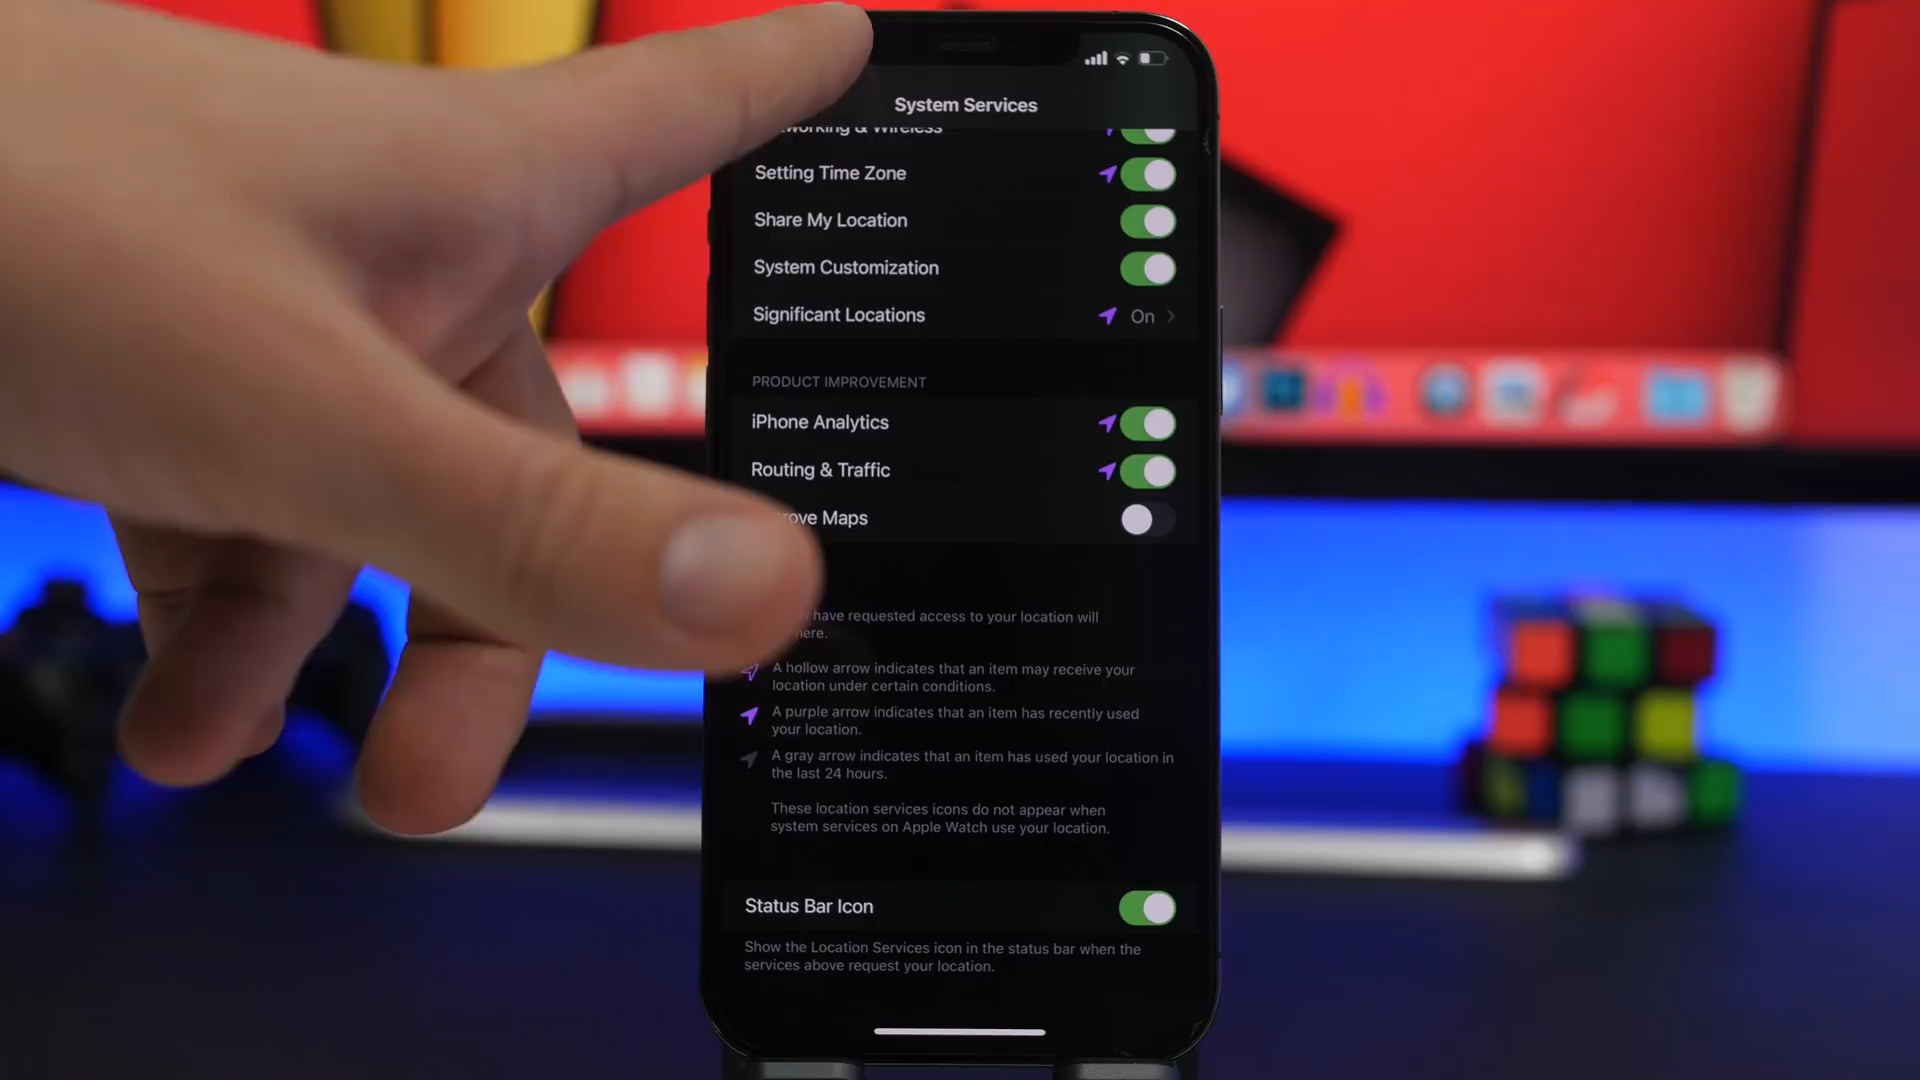 System Services
& Wireless
Setting Time Zone
Share My Location
System Customization
Significant Locations On
PRODUCT IMPROVEMENT
iPhone Analytics
Routing & Traffic
Maps
have requested access to your location will
here.
A hollow arrow indicates that an item may receive your
location under certain conditions.
A purple arrow indicates that an item has recently used
your location.
A gray arrow indicates that an item has used your location in
the last 24 hours.
These location services icons do not appear when
system services on Apple Watch use your location.
Status Bar Icon
Show the Location Services icon in the status bar when the
services above request your location.